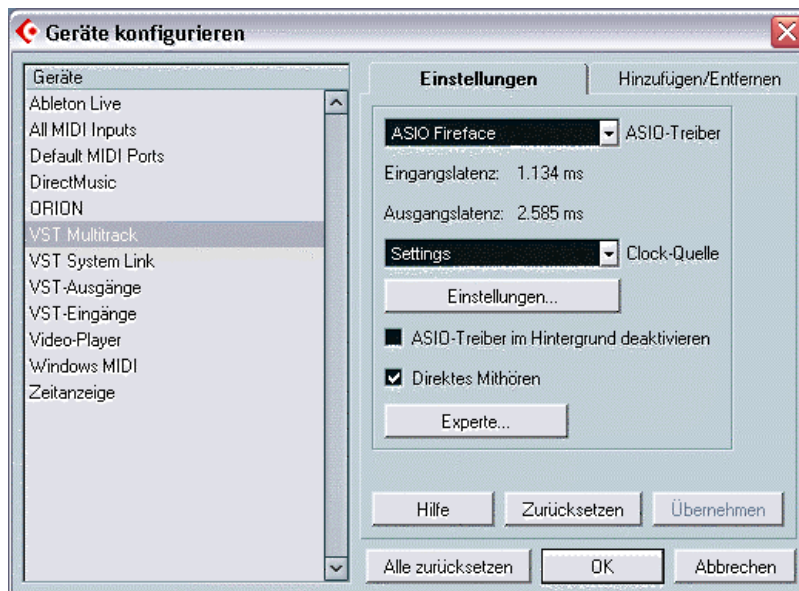 Geräte konfigurieren
Geräte
Ableton Live
All MIDI Inputs
Default MIDI Ports
DirectMusic
ORION
VST Multitrack
VST System Link
VST-Ausgänge
VST-Eingänge
Video-Player
Windows MIDI
Zeitanzeige
Einstellungen
Hinzufügen/Entfernen
ASIO Fireface ASIO-Treiber
Eingangslatenz: 1.134 ms
Ausgangslatenz: 2.585 ms
Settings Clock-Quelle
Einstellungen...
ASIO-Treiber im Hintergrund deaktivieren
Direktes Mithören
Experte...
Hilfe Zurücksetzen Übernehmen
Alle zurücksetzen OK Abbrechen